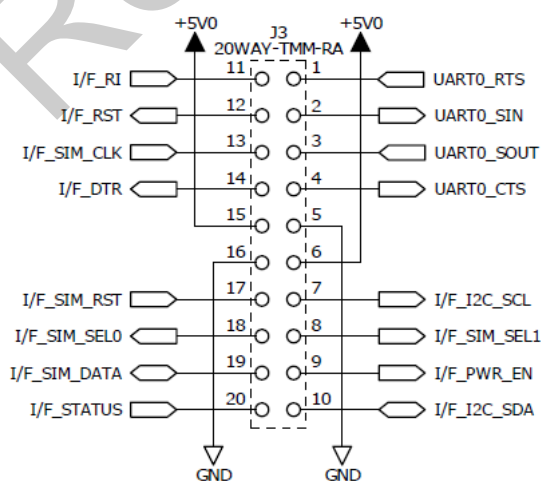 +5V0 +5V0
J3
20WAY-TMM-RA
I/F_RI 11 1 UART0_RTS
I/F_RST 12 2 UART0_SIN
I/F_SIM_CLK 13 3 UART0_SOUT
I/F_DTR 14 4 UART0_CTS
15 5
16 6
I/F_SIM_RST 17 7 I/F_I2C_SCL
I/F_SIM_SEL0 18 8 I/F_SIM_SEL1
I/F_SIM_DATA 19 9 I/F_PWR_EN
I/F_STATUS 20 10 I/F_I2C_SDA
GND GND